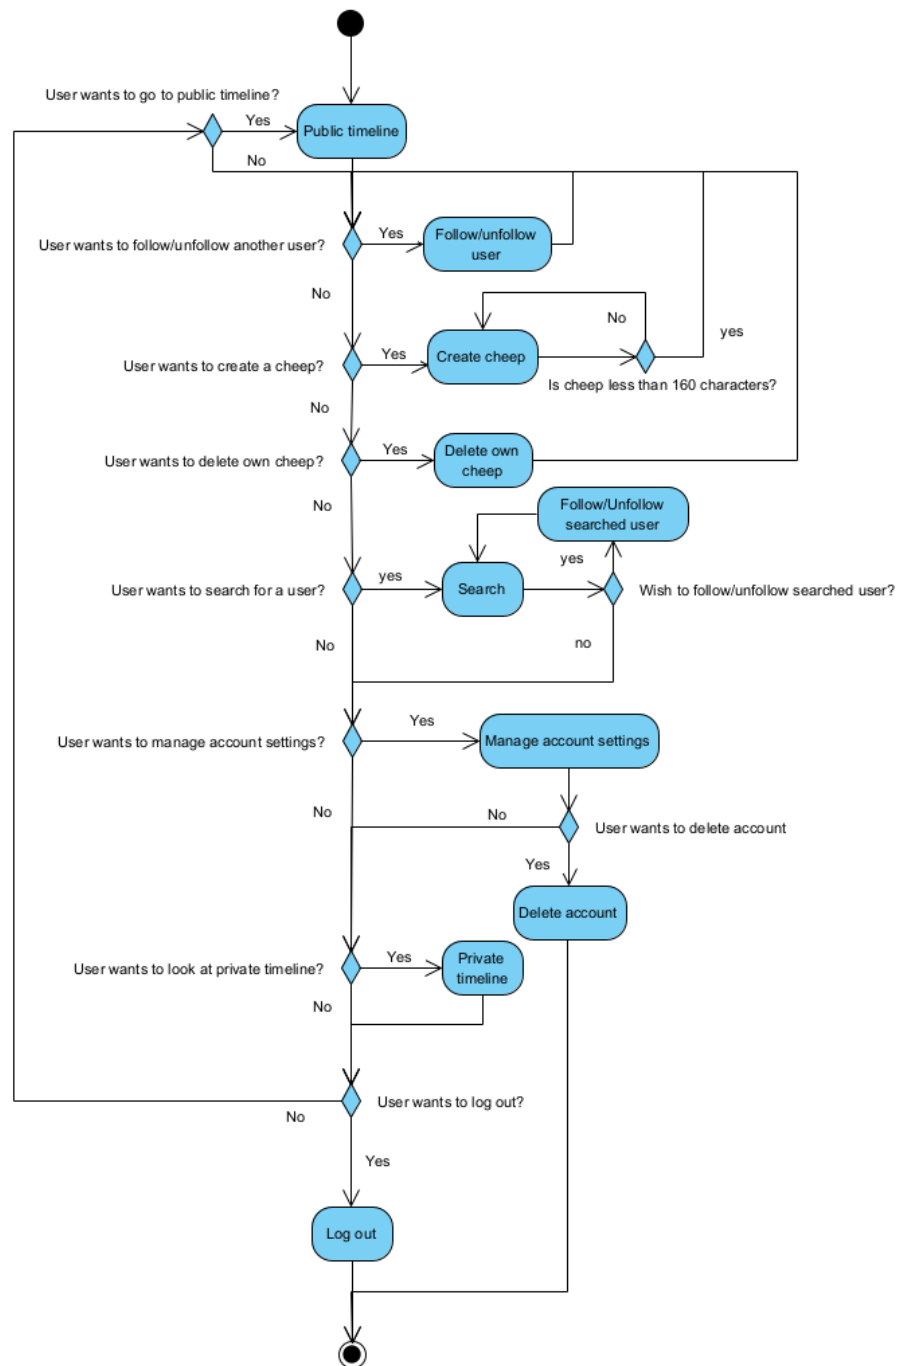 User wants to go to public timeline?
Yes
Public timeline
No
User wants to follow/unfollow another user?
Yes
Follow/unfollow
user
No
No
yes
User wants to create a cheep?
Yes
Create cheep
Is cheep less than 160 characters?
No
User wants to delete own cheep?
Yes
Delete own
cheep
No
Follow/Unfollow
searched user
yes
User wants to search for a user?
yes
Search
Wish to follow/unfollow searched user?
No
no
Yes
User wants to manage account settings?
Manage account settings
No
No
User wants to delete account
Yes
Delete account
User wants to look at private timeline?
Yes
Private
timeline
No
User wants to log out?
No
Yes
Log out